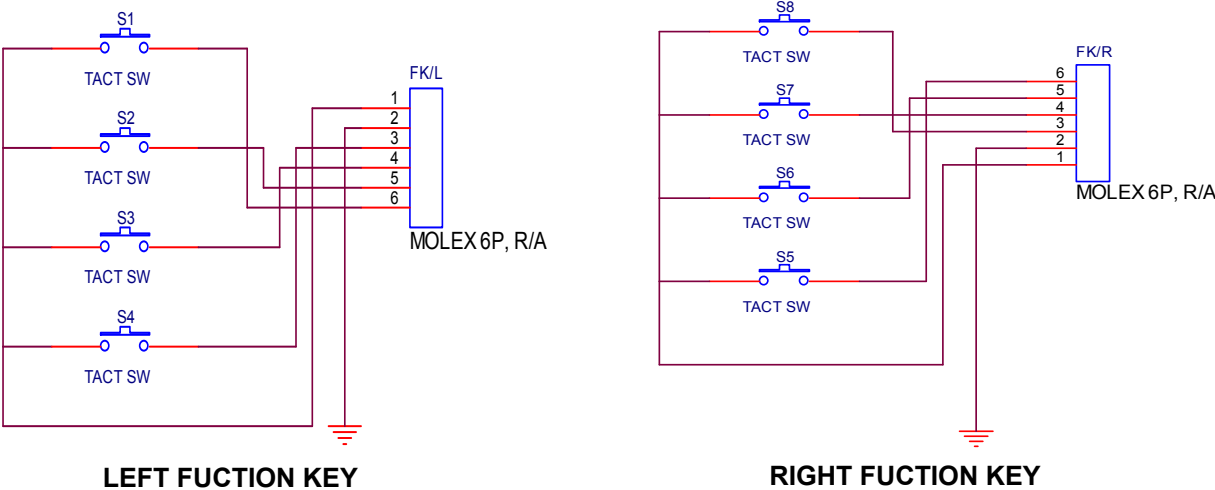 S1
TACT SW
S2
TACT SW
S3
TACT SW
S4
TACT SW
FK/L
1
2
3
4
5
6
MOLEX 6P, R/A
LEFT FUCTION KEY
S8
TACT SW
S7
TACT SW
S6
TACT SW
S5
TACT SW
FK/R
6
5
4
3
2
1
MOLEX 6P, R/A
RIGHT FUCTION KEY